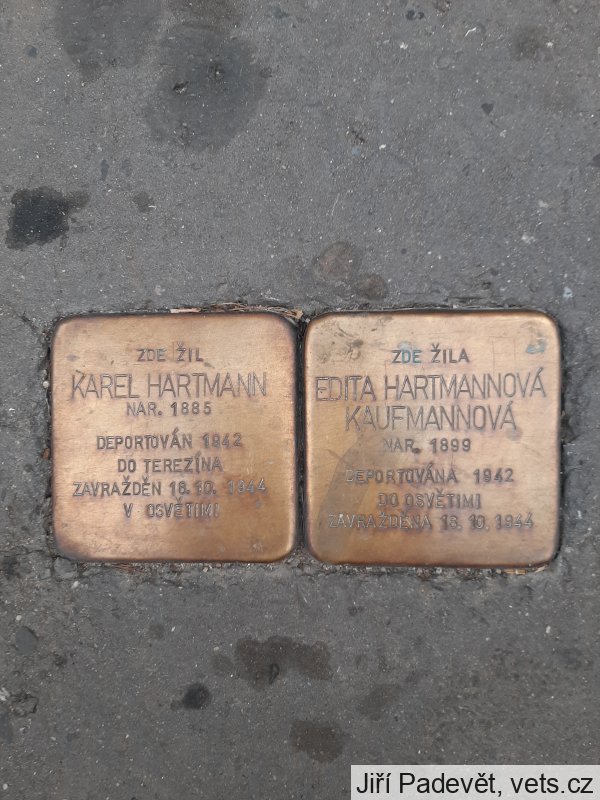 ZDE ŽIL
KAREL HARTMANN
NAR. 1885
DEPORTOVÁN 1942
DO TEREZÍNA
ZAVRAŽDĚN 16.10. 1944
V OSVĚTIMI
ZDE ŽILA
EDITA HARTMANNOVÁ
KAUFMANNOVÁ
NAR. 1899
DEPORTOVÁNA 1942
DO OSVĚTIMI
ZAVRAŽDĚNA 16.10. 1944
Jiří Padevět, vets.cz